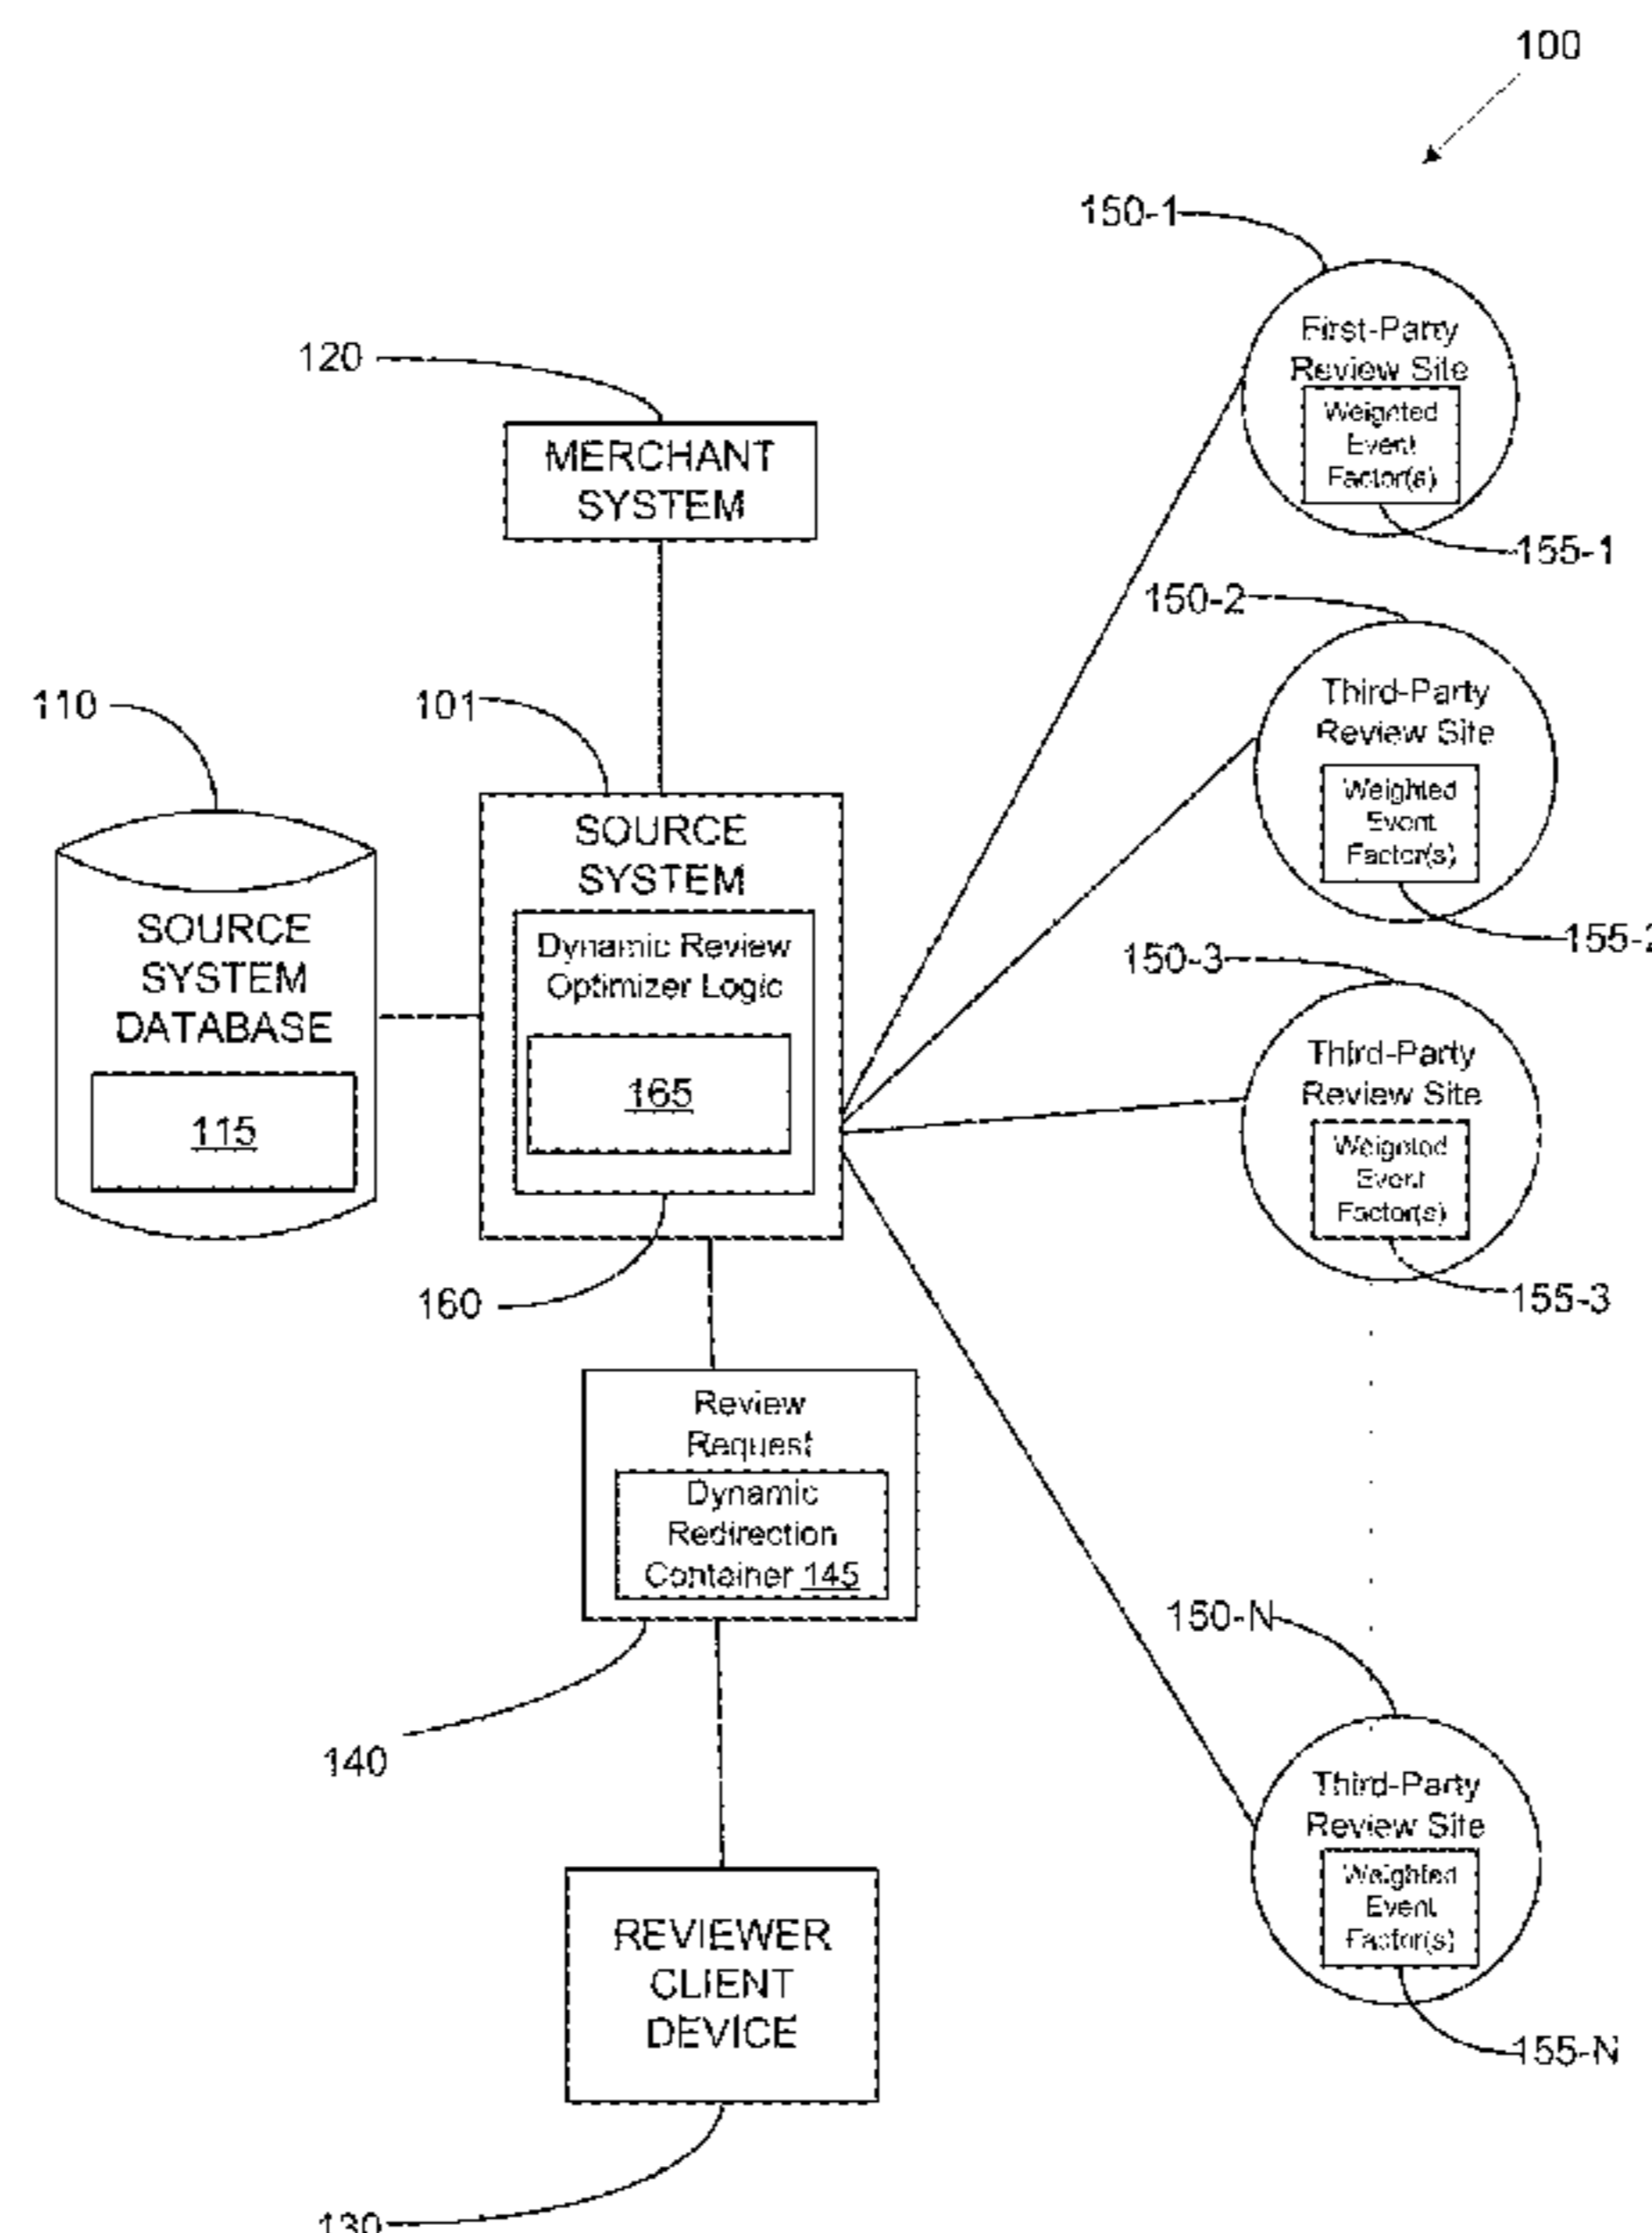 100
150-1
First-Party
Review Site
Weighted
Event
Factor(s)
155-1
120
MERCHANT
SYSTEM
150-2
Third-Party
Review Site
Weighted
Event
Factor(s)
155-2
110
101
SOURCE
SYSTEM
DATABASE
115
SOURCE
SYSTEM
Dynamic Review
Optimizer Logic
165
160
150-3
Third-Party
Review Site
Weighted
Event
Factor(s)
155-3
Review
Request
Dynamic
Redirection
Container 145
140
150-N
Third-Party
Review Site
Weighted
Event
Factor(s)
155-N
REVIEWER
CLIENT
DEVICE
130